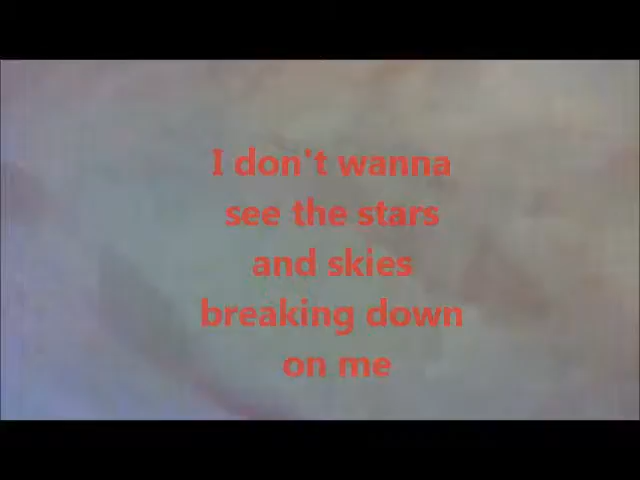 I don't wanna
see the stars
and skies
breaking down
on me